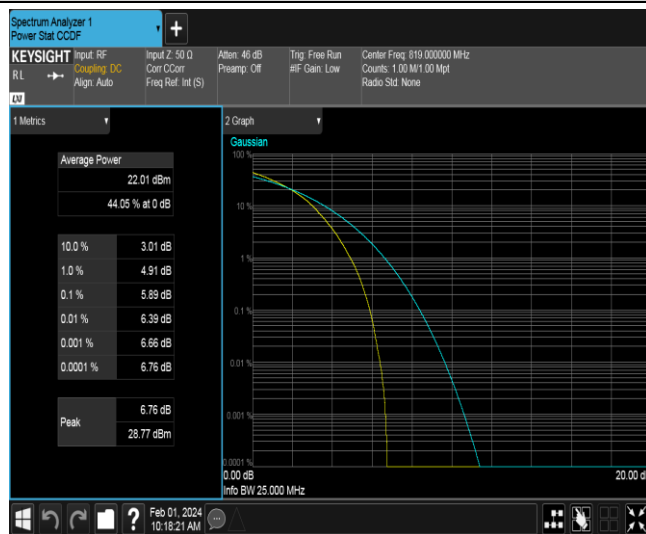 Spectrum Analyzer 1
Power Stat CCDF
+
KEYSIGHT
RL
LXI
Input: RF
Coupling: DC
Align: Auto
Input Z: 50 Ω
Corr CCorr
Freq Ref: Int (S)
Atten: 46 dB
Preamp: Off
Trig: Free Run
#IF Gain: Low
Center Freq: 819.000000 MHz
Counts: 1.00 M/1.00 Mpt
Radio Std: None
1 Metrics
Average Power
22.01 dBm
44.05 % at 0 dB
10.0 % 3.01 dB
1.0 % 4.91 dB
0.1 % 5.89 dB
0.01 % 6.39 dB
0.001 % 6.66 dB
0.0001 % 6.76 dB
Peak
6.76 dB
28.77 dBm
2 Graph
Gaussian
100 %
10 %
1 %
0.1 %
0.01 %
0.001 %
0.0001 %
0.00 dB
20.00 d
Info BW 25.000 MHz
?
Feb 01, 2024
10:18:21 AM